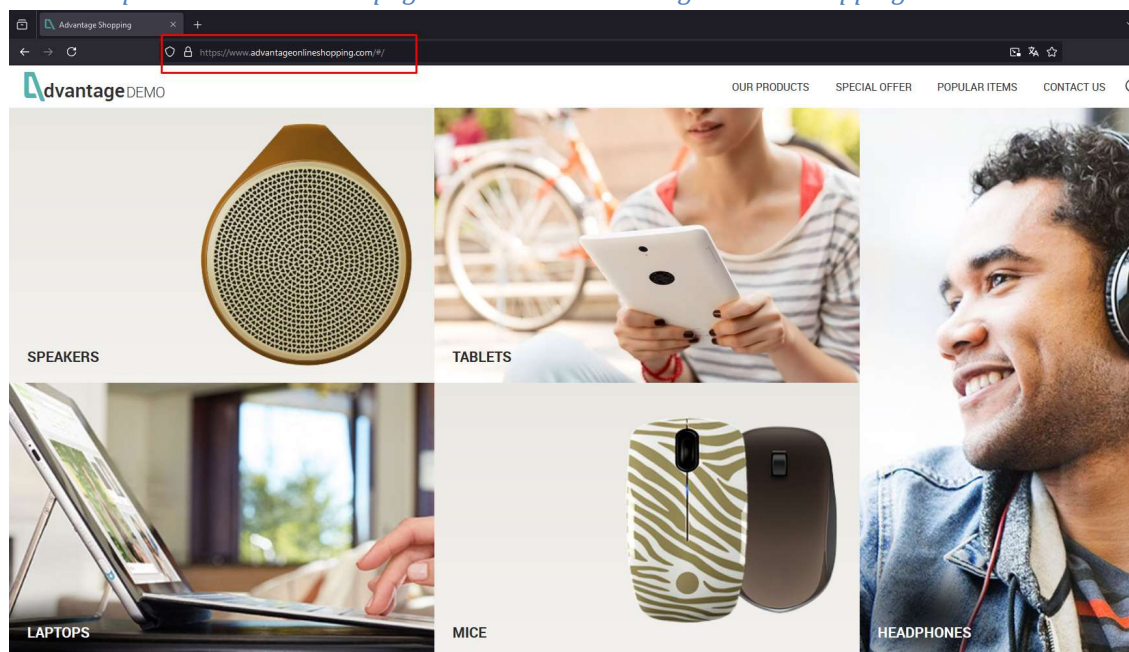 Advantage Shopping
https://www.advantageonlineshopping.com/#/
dvantage DEMO
OUR PRODUCTS SPECIAL OFFER POPULAR ITEMS CONTACT US
SPEAKERS
TABLETS
LAPTOPS
MICE
HEADPHONES